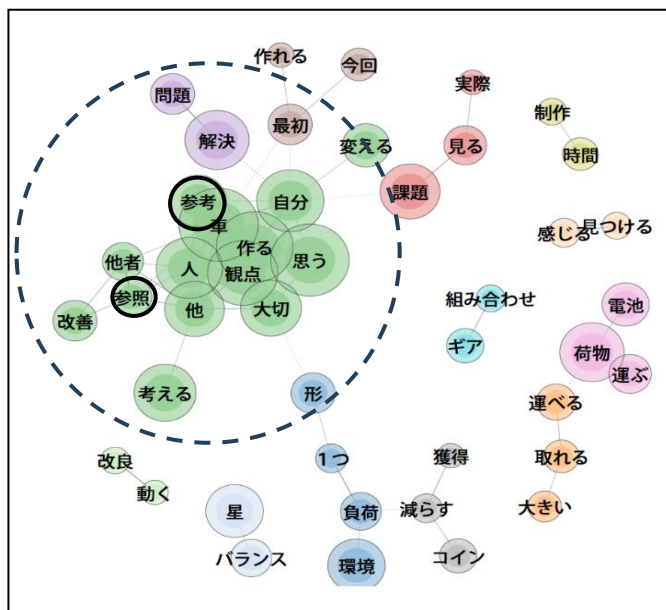 作れる
今回
問題
実際
最初
制作
解決
変える
見る
時間
課題
参考
自分
車
感じる
見つける
作る
他者
人
思う
観点
組み合わせ
参照
電池
他
大切
改善
ギア
荷物
運ぶ
考える
形
運べる
改良
1つ
獲得
取れる
動く
大きい
星
負荷
減らす
バランス
環境
コイン